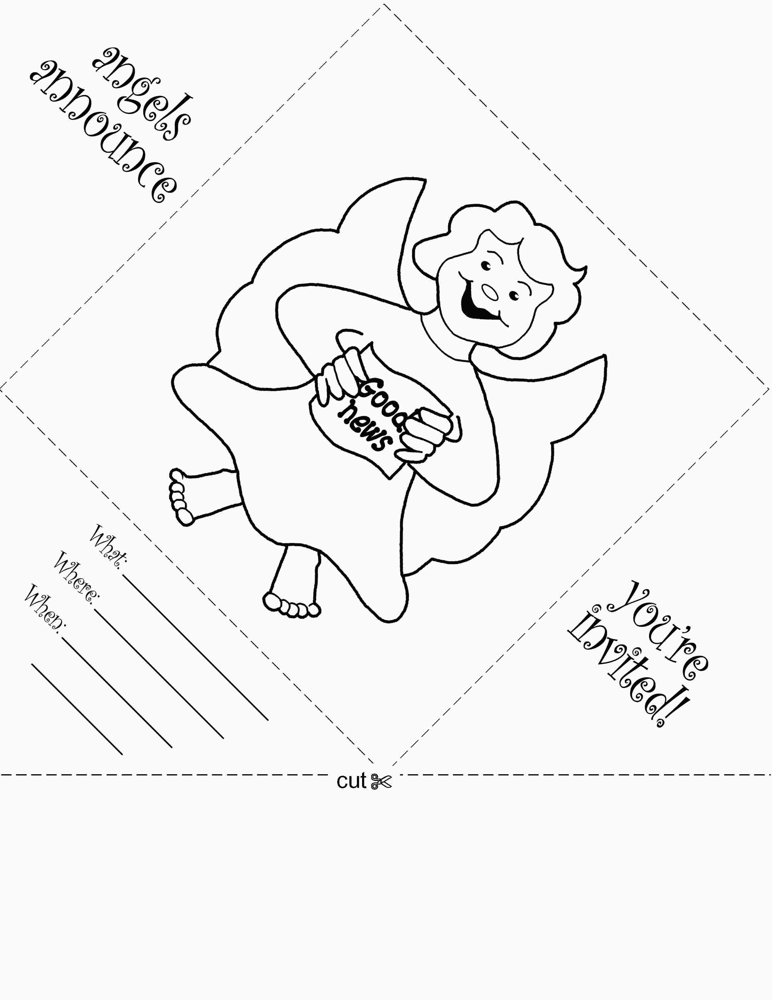 angels
announce
Good
news
What:
Where:
When:
you're
invited!
cut